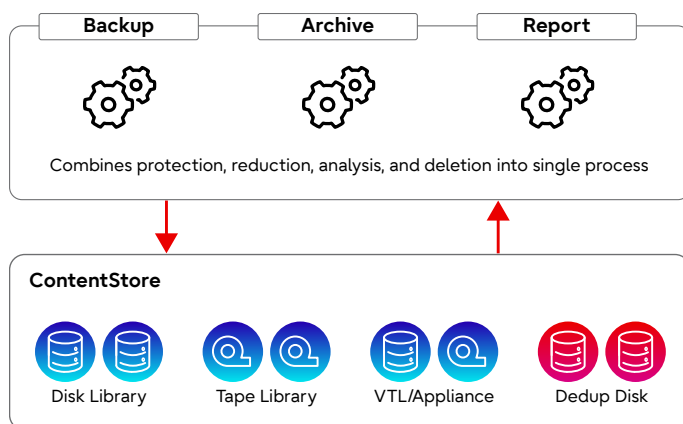 Backup
Archive
Report
Combines protection, reduction, analysis, and deletion into single process
ContentStore
Disk Library
Tape Library
VTL/Appliance
Dedup Disk